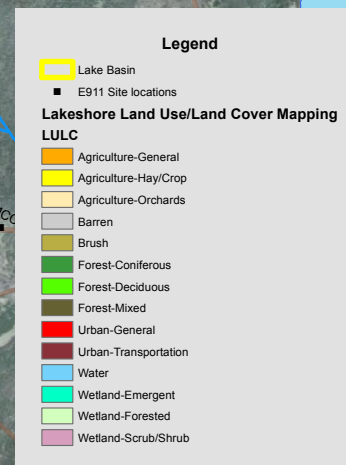 Legend
Lake Basin
E911 Site locations
Lakeshore Land Use/Land Cover Mapping
LULC
Agriculture-General
Agriculture-Hay/Crop
Agriculture-Orchards
Barren
Brush
Forest-Coniferous
Forest-Deciduous
Forest-Mixed
Urban-General
Urban-Transportation
Water
Wetland-Emergent
Wetland-Forested
Wetland-Scrub/Shrub